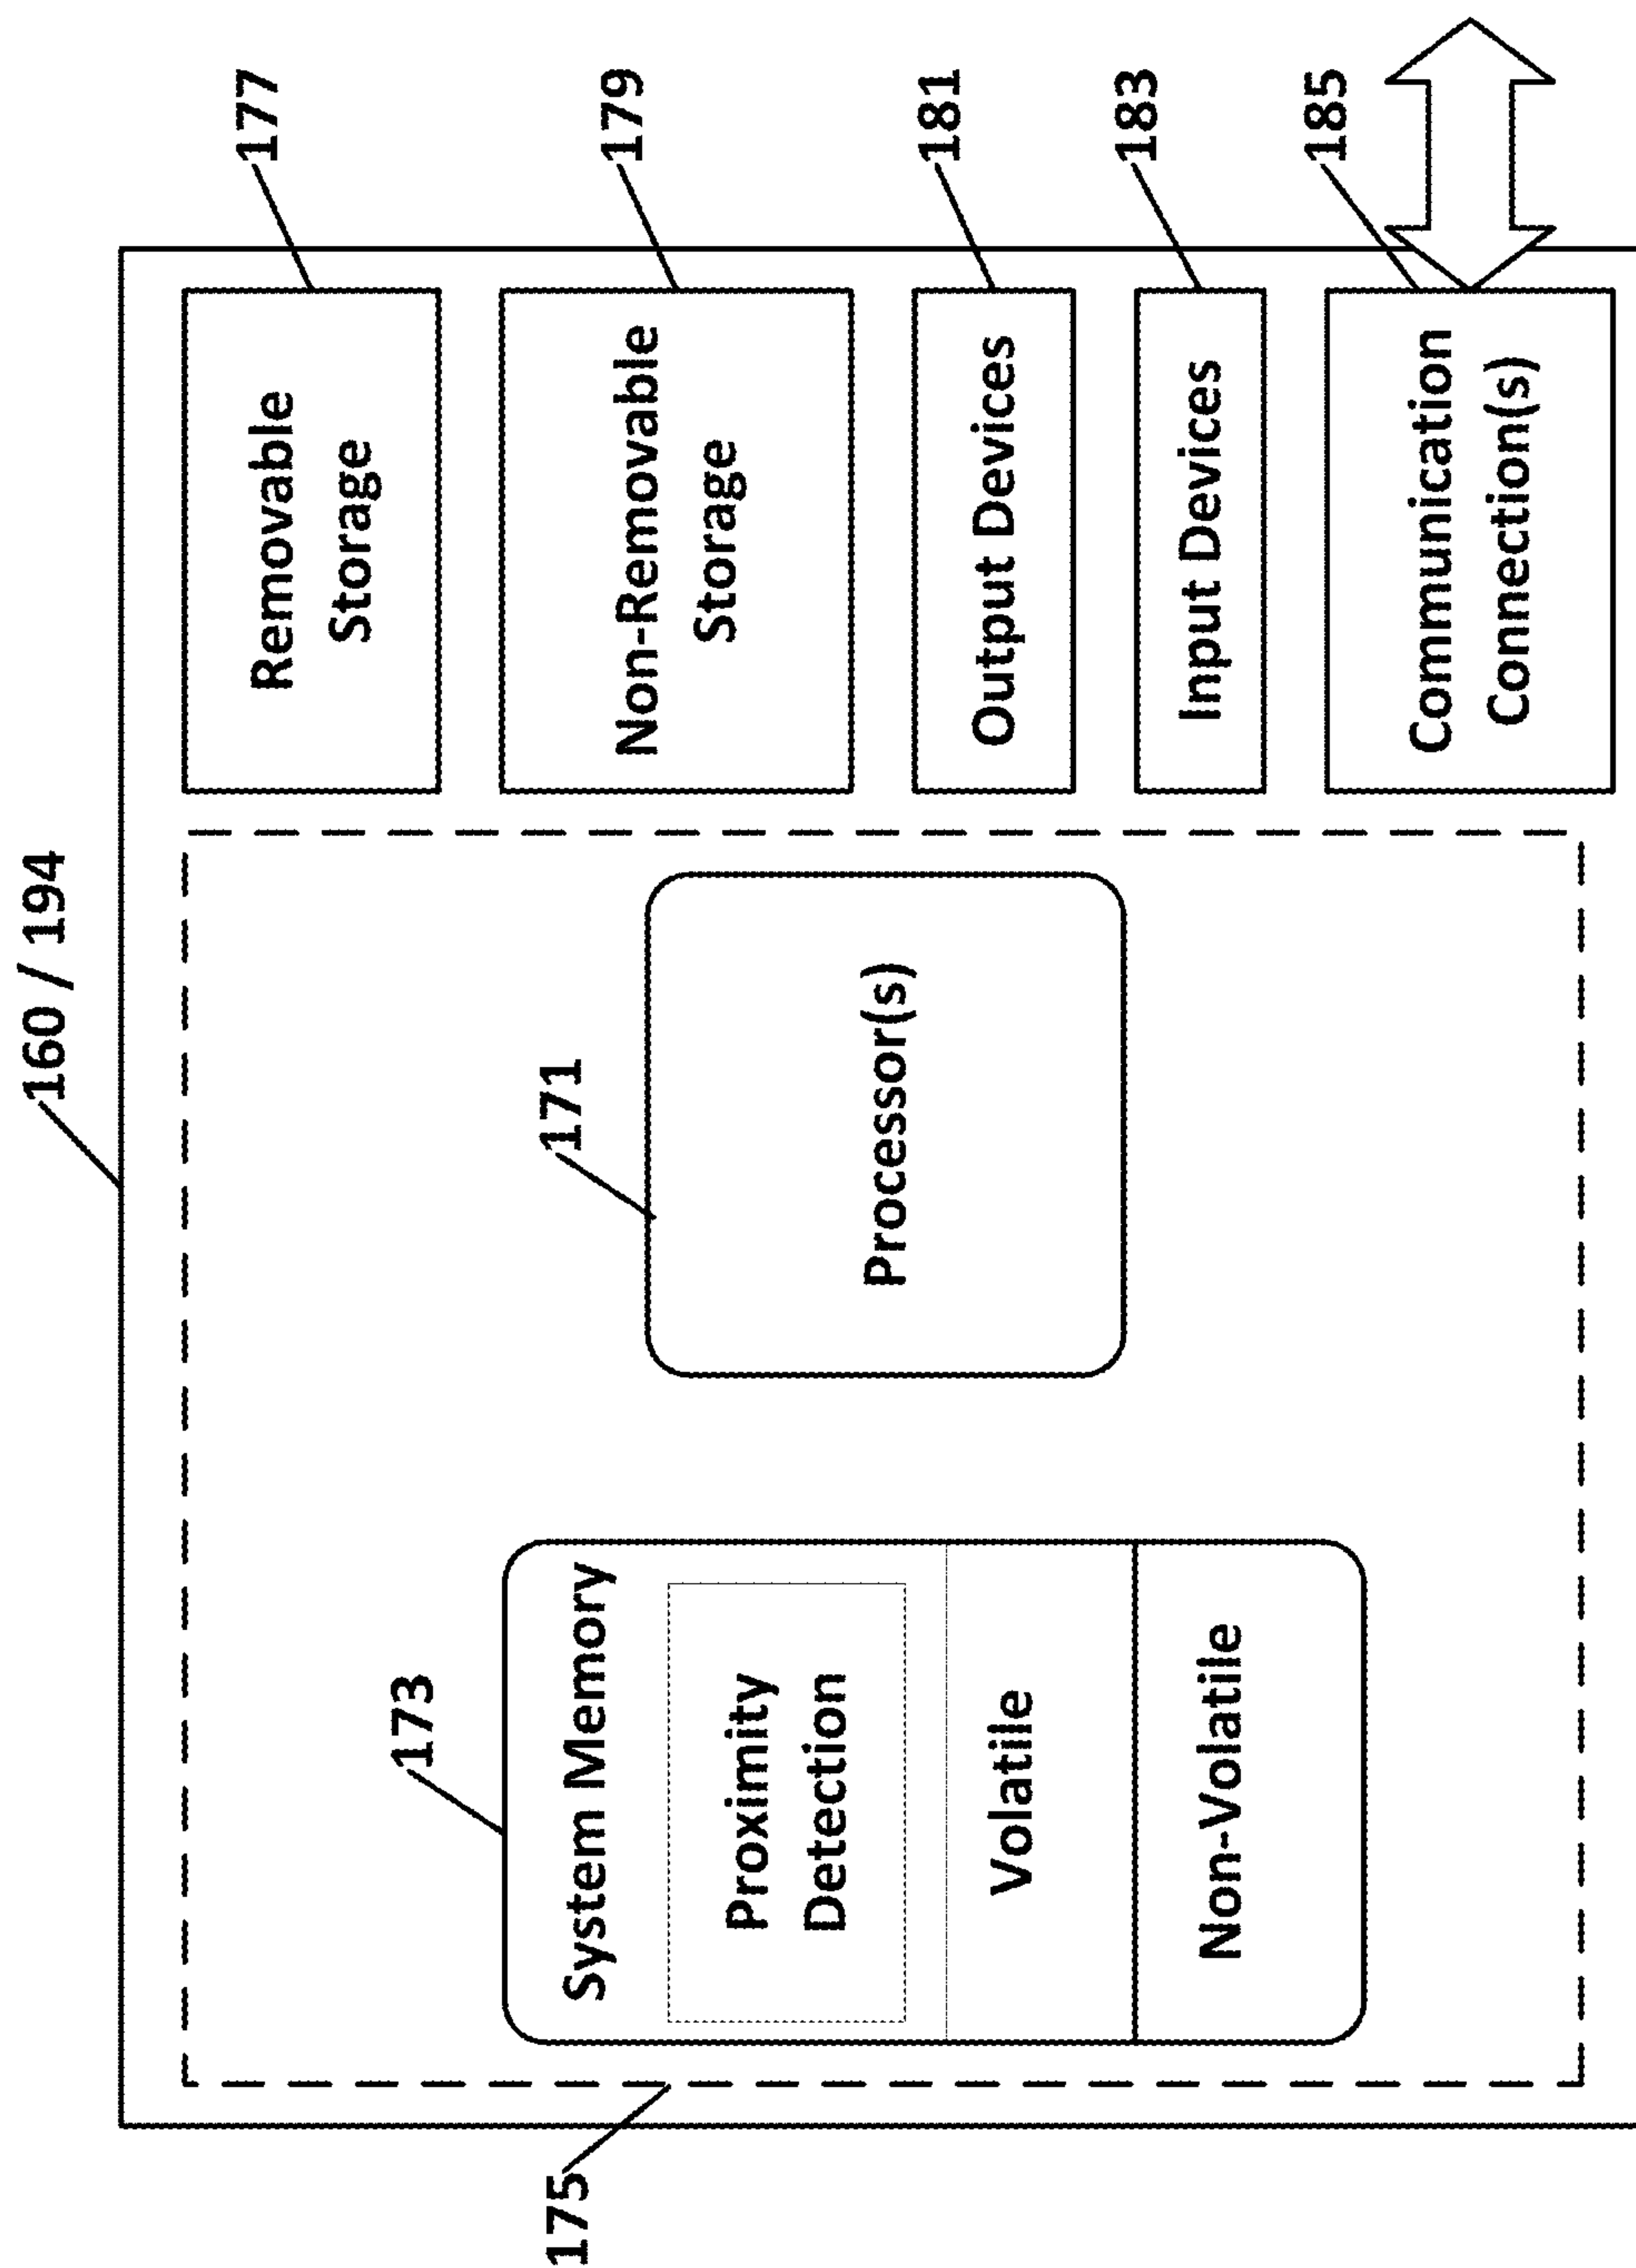 160 / 194
175
173
System Memory
Proximity
Detection
Volatile
Non-Volatile
171
Processor(s)
Removable
Storage
177
Non-Removable
Storage
179
Output Devices
181
Input Devices
183
Communication
Connection(s)
185